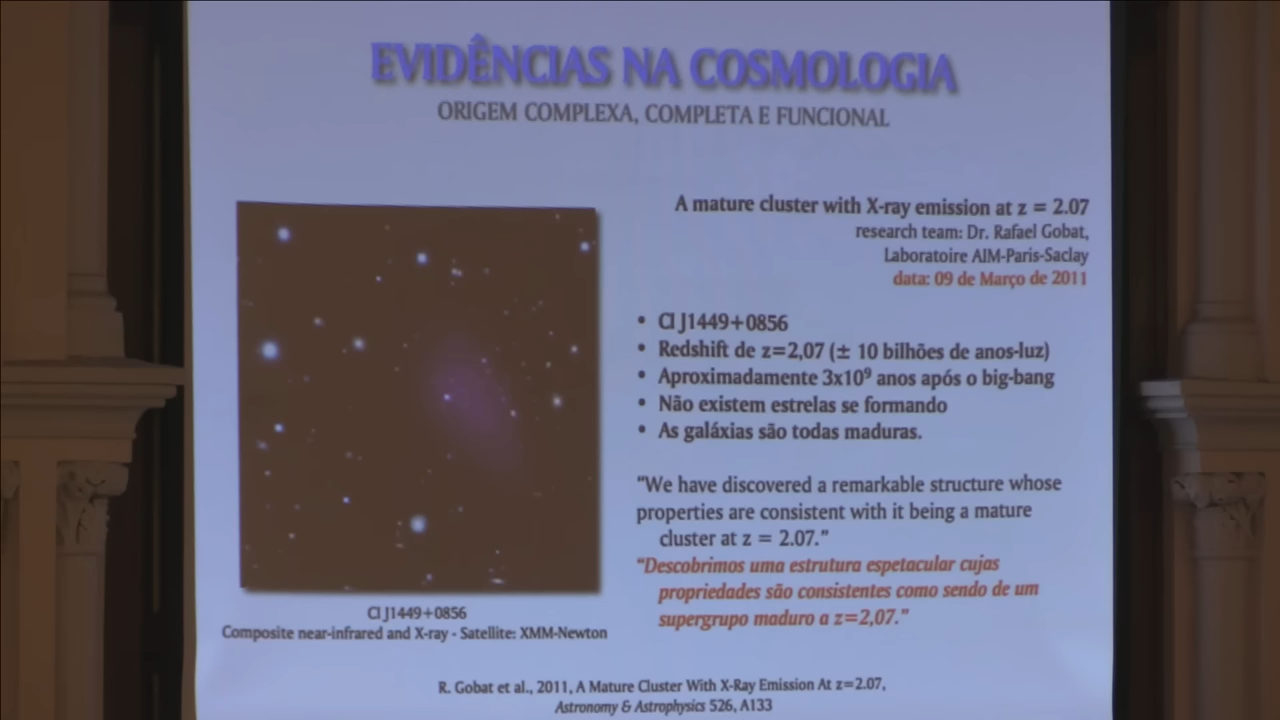 EVIDÊNCIAS NA COSMOLOGIA
ORIGEM COMPLEXA, COMPLETA E FUNCIONAL
A mature cluster with X-ray emission at z = 2.07
research team: Dr. Rafael Gobat,
Laboratoire AIM-Paris-Saclay
data: 09 de Março de 2011
• Cl J1449+0856
• Redshift de z=2,07 (± 10 bilhões de anos-luz)
• Aproximadamente 3x10⁹ anos após o big-bang
• Não existem estrelas se formando
• As galáxias são todas maduras.
"We have discovered a remarkable structure whose
properties are consistent with it being a mature
cluster at z = 2.07."
"Descobrimos uma estrutura espetacular cujas
propriedades são consistentes como sendo de um
supergrupo maduro a z=2,07."
Cl J1449+0856
Composite near-infrared and X-ray - Satellite: XMM-Newton
R. Gobat et al., 2011, A Mature Cluster With X-Ray Emission At z=2.07,
Astronomy & Astrophysics 526, A133